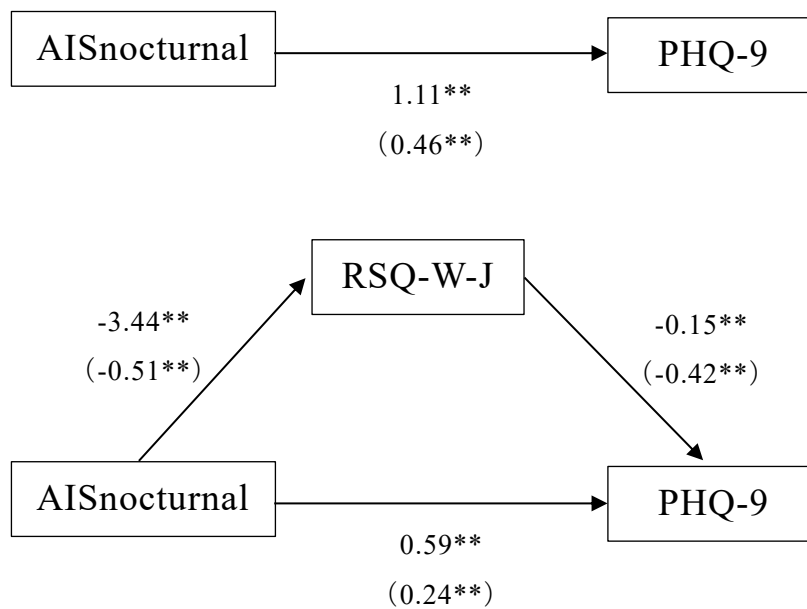 AISnocturnal
PHQ-9
1.11**
（0.46**）
RSQ-W-J
-3.44**
（-0.51**）
-0.15**
（-0.42**）
AISnocturnal
PHQ-9
0.59**
（0.24**）